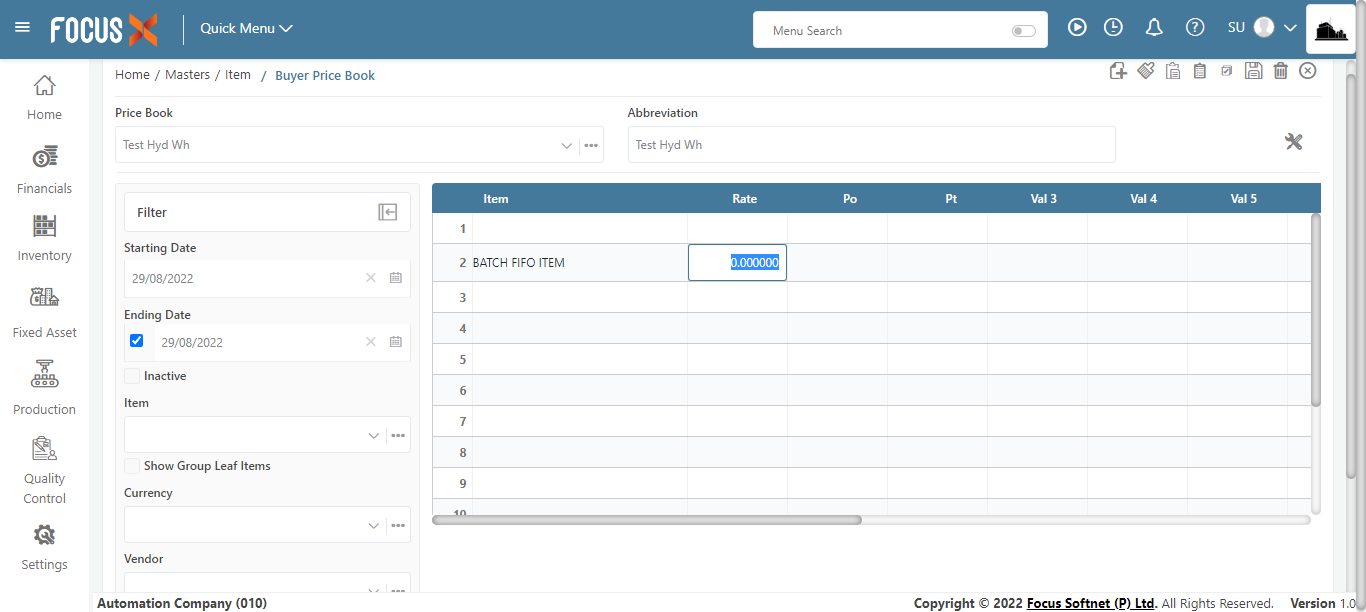 FOCUS X
Quick Menu
Menu Search
SU
Home
Financials
Inventory
Fixed Asset
Production
Quality
Control
Settings
Home / Masters / Item / Buyer Price Book
Price Book
Test Hyd Wh
Abbreviation
Test Hyd Wh
Filter
Starting Date
29/08/2022
Ending Date
29/08/2022
Inactive
Item
Show Group Leaf Items
Currency
Vendor
Item Rate Po Pt Val 3 Val 4 Val 5
1
2 BATCH FIFO ITEM 0.000000
3
4
5
6
7
8
9
10
Automation Company (010)
Copyright © 2022 Focus Softnet (P) Ltd. All Rights Reserved. Version 1.0